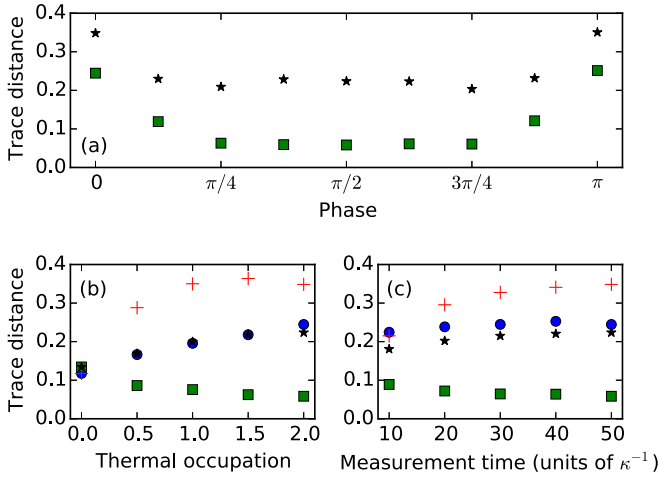 0.4
0.3
0.2
0.1
0.0
Trace distance
(a)
0 π/4 π/2 3π/4 π
Phase
0.4
0.3
0.2
0.1
0.0
Trace distance
(b)
0.0 0.5 1.0 1.5 2.0
Thermal occupation
0.4
0.3
0.2
0.1
0.0
(c)
10 20 30 40 50
Measurement time (units of κ⁻¹)